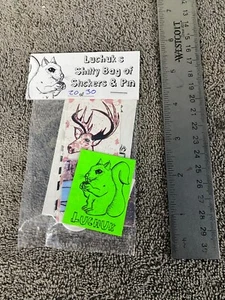 Luchuk's
Shitty Bag of
Stickers & Pin
20 of 30
LUCHUK
WESTCOTT